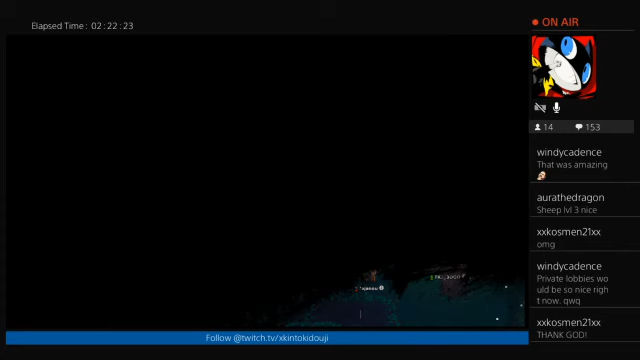 Elapsed Time : 02:22:23
ON AIR
14
153
windycadence
That was amazing
aurathedragon
Sheep lvl 3 nice
xxkosmen21xx
omg
windycadence
Private lobbies wo
uld be so nice righ
t now. qwq
xxkosmen21xx
THANK GOD!
Follow @twitch.tv/xkintokidouji